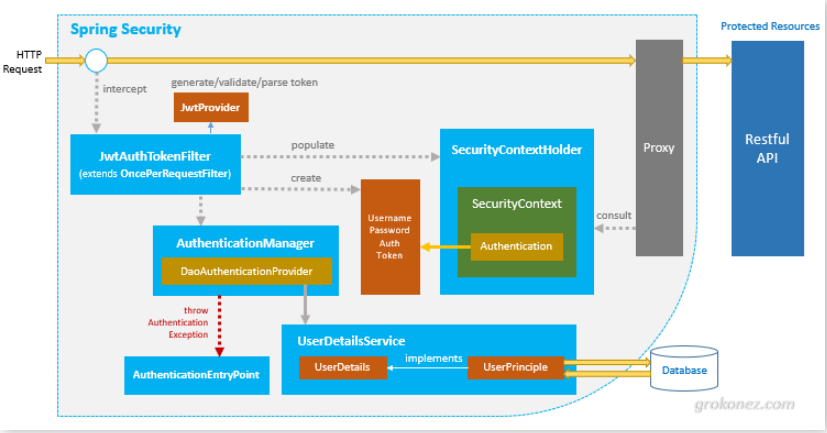 Spring Security
Protected Resources
HTTP
Request
intercept
generate/validate/parse token
JwtProvider
JwtAuthTokenFilter
(extends OncePerRequestFilter)
populate
create
SecurityContextHolder
SecurityContext
Authentication
Username
Password
Auth
Token
consult
Proxy
Restful
API
AuthenticationManager
DaoAuthenticationProvider
throw
Authentication
Exception
AuthenticationEntryPoint
UserDetailsService
UserDetails
implements
UserPrinciple
Database
grokonez.com